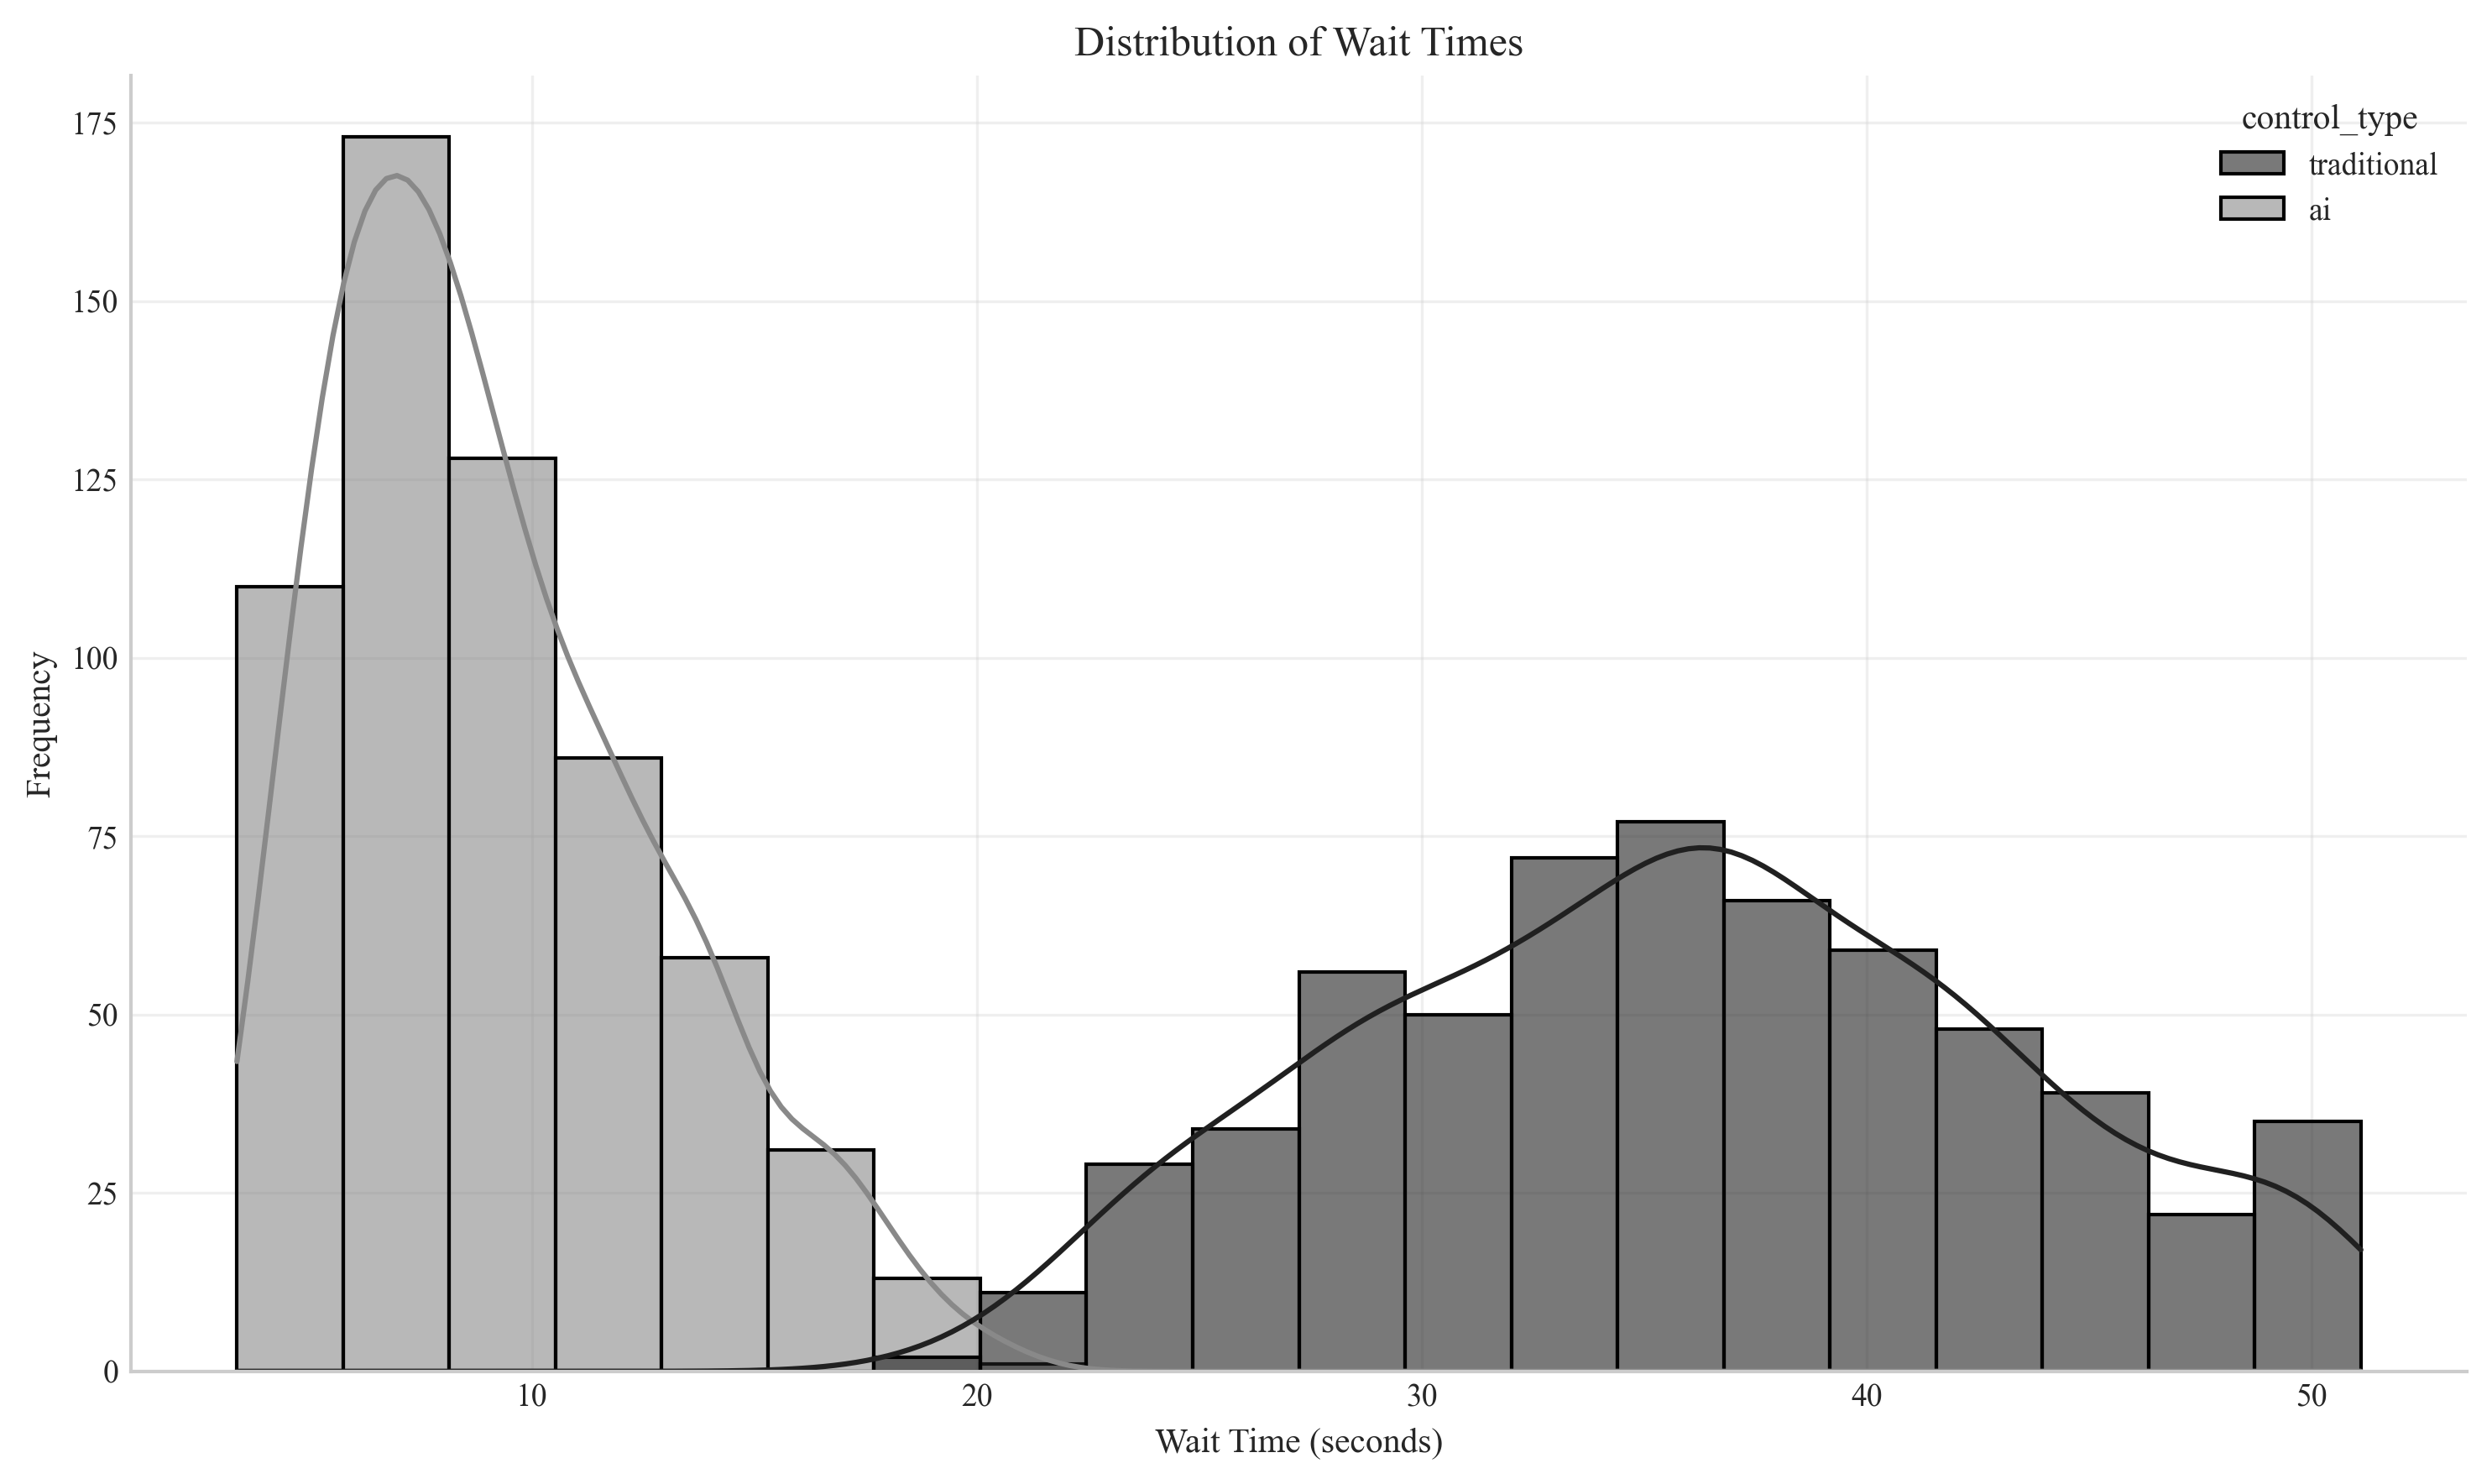 Distribution of Wait Times
control_type
traditional
ai
175
150
125
100
75
50
25
0
Frequency
10 20 30 40 50
Wait Time (seconds)